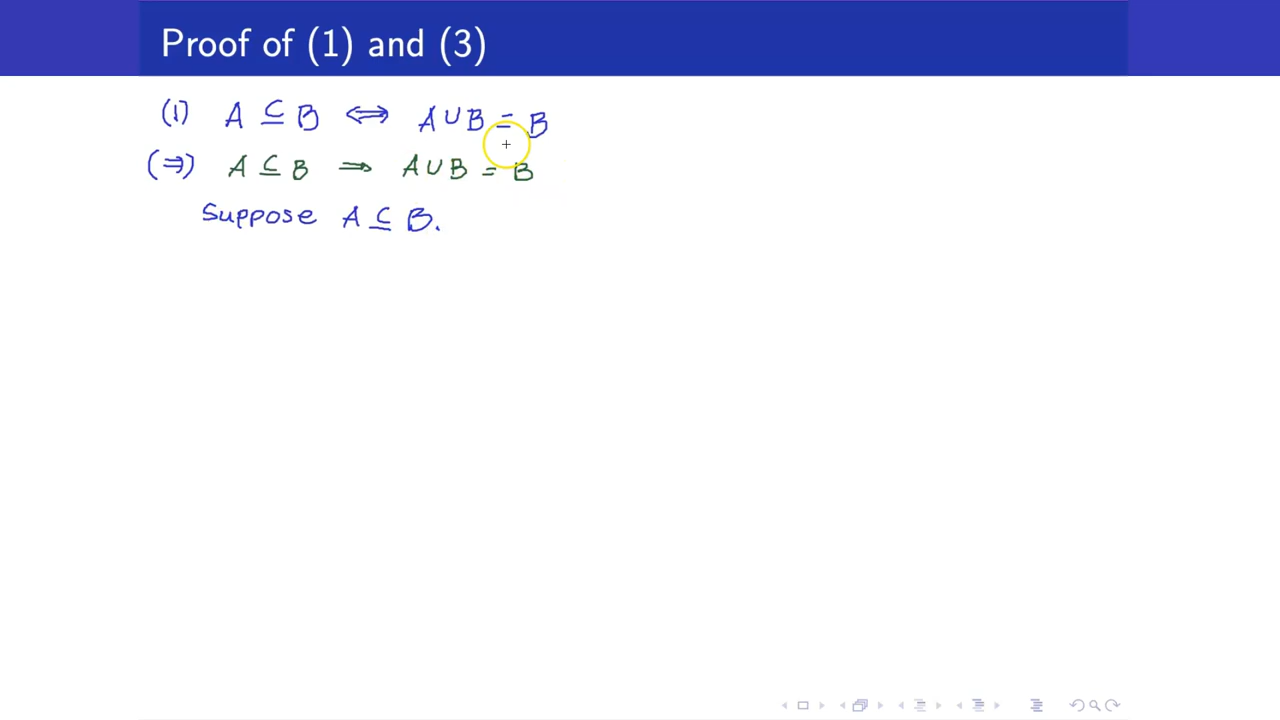 Proof of (1) and (3)
(1) A ⊆ B ⟺ A ∪ B = B
(⇒) A ⊆ B ⟹ A ∪ B = B
Suppose A ⊆ B.